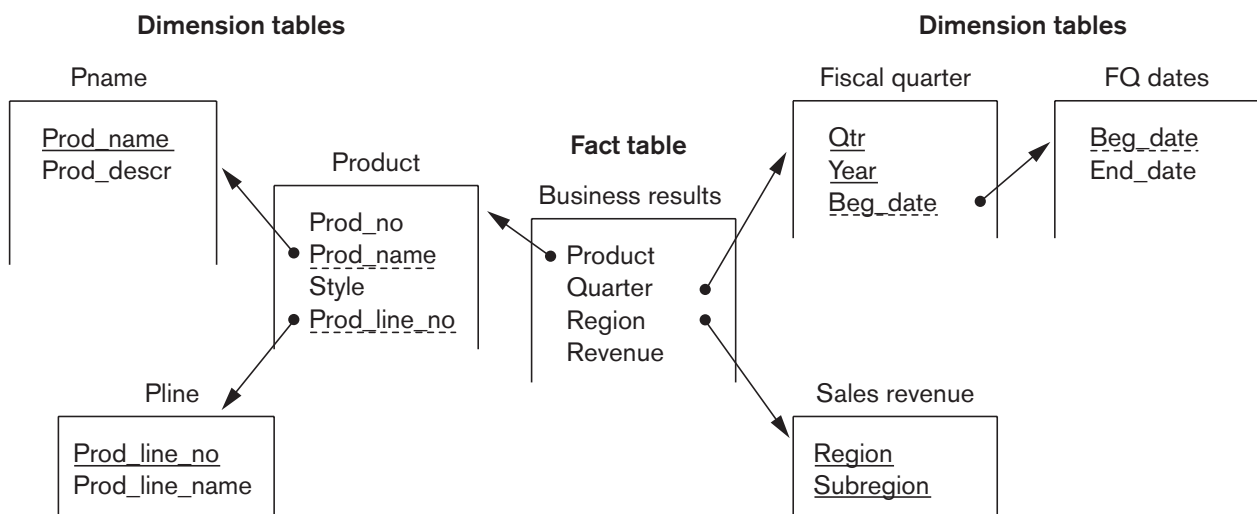 Dimension tables
Pname
Prod_name
Prod_descr
Pline
Prod_line_no
Prod_line_name
Product
Prod_no
Prod_name
Style
Prod_line_no
Fact table
Business results
Product
Quarter
Region
Revenue
Dimension tables
Fiscal quarter
Qtr
Year
Beg_date
FQ dates
Beg_date
End_date
Sales revenue
Region
Subregion